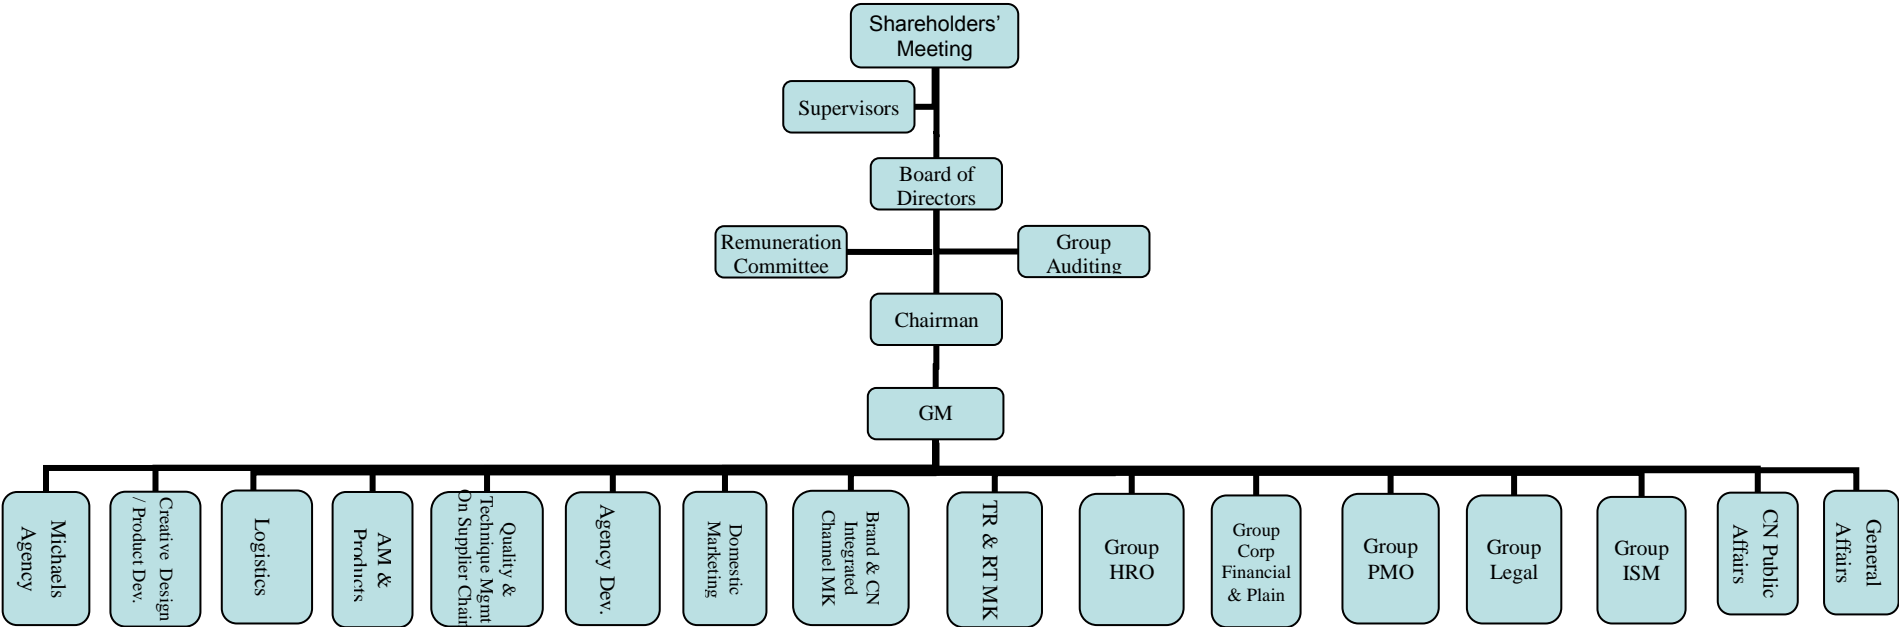 Shareholders’
Meeting
Supervisors
Board of
Directors
Remuneration
Committee
Group
Auditing
Chairman
GM
Michaels
Agency
Creative Design
/ Product Dev.
Logistics
AM &
Products
Quality &
Technique Mgmt
On Supplier Chain
Agency Dev.
Domestic
Marketing
Brand & CN
Integrated
Channel MK
TR & RT MK
Group
HRO
Group
Corp
Financial
& Plain
Group
PMO
Group
Legal
Group
ISM
CN Public
Affairs
General
Affairs